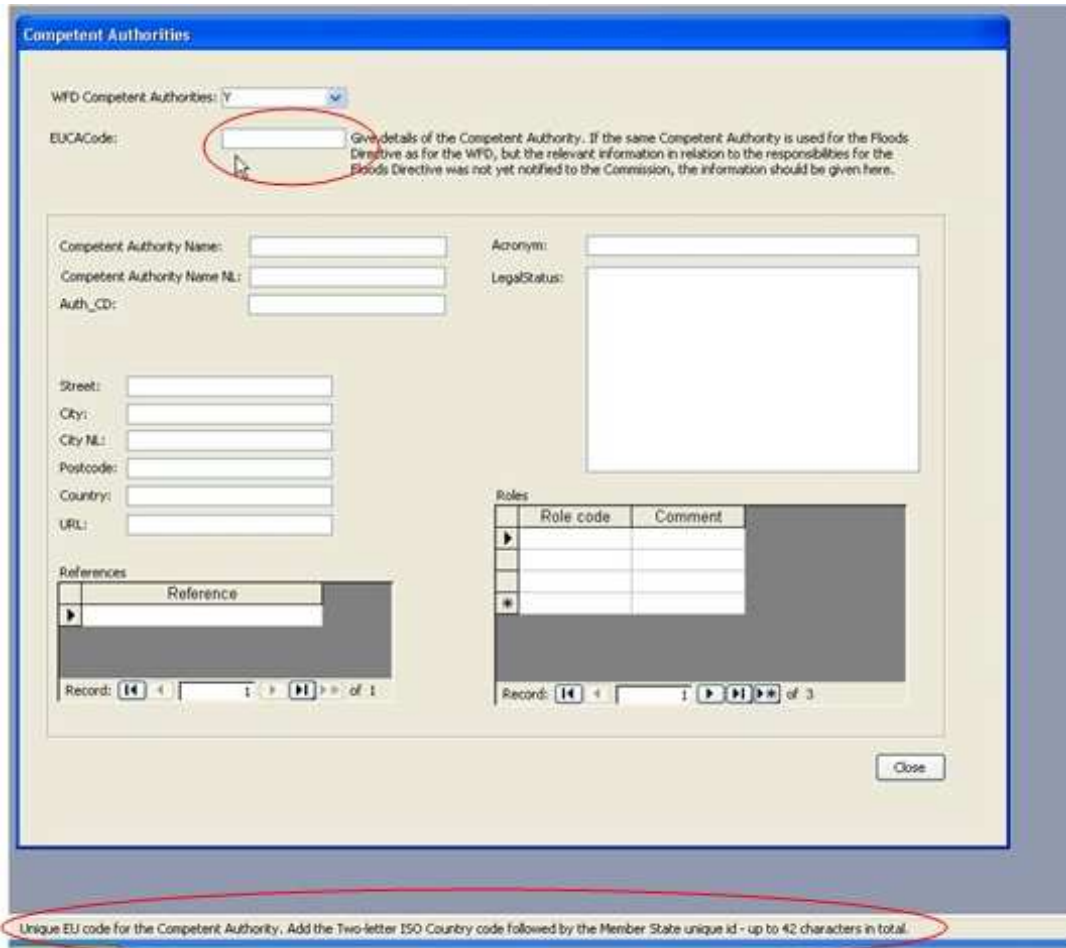 Competent Authorities
WFD Competent Authorities: Y
EUCACode:
Give details of the Competent Authority. If the same Competent Authority is used for the Floods
Directive as for the WFD, but the relevant information in relation to the responsibilities for the
Floods Directive was not yet notified to the Commission, the information should be given here.
Competent Authority Name:
Competent Authority Name NL:
Auth_CD:
Acronym:
LegalStatus:
Street:
City:
City NL:
Postcode:
Country:
URL:
References
Reference
Record: 1 of 1
Roles
Role code Comment
Record: 1 of 3
Close
Unique EU code for the Competent Authority. Add the Two-letter ISO Country code followed by the Member State unique id - up to 42 characters in total.